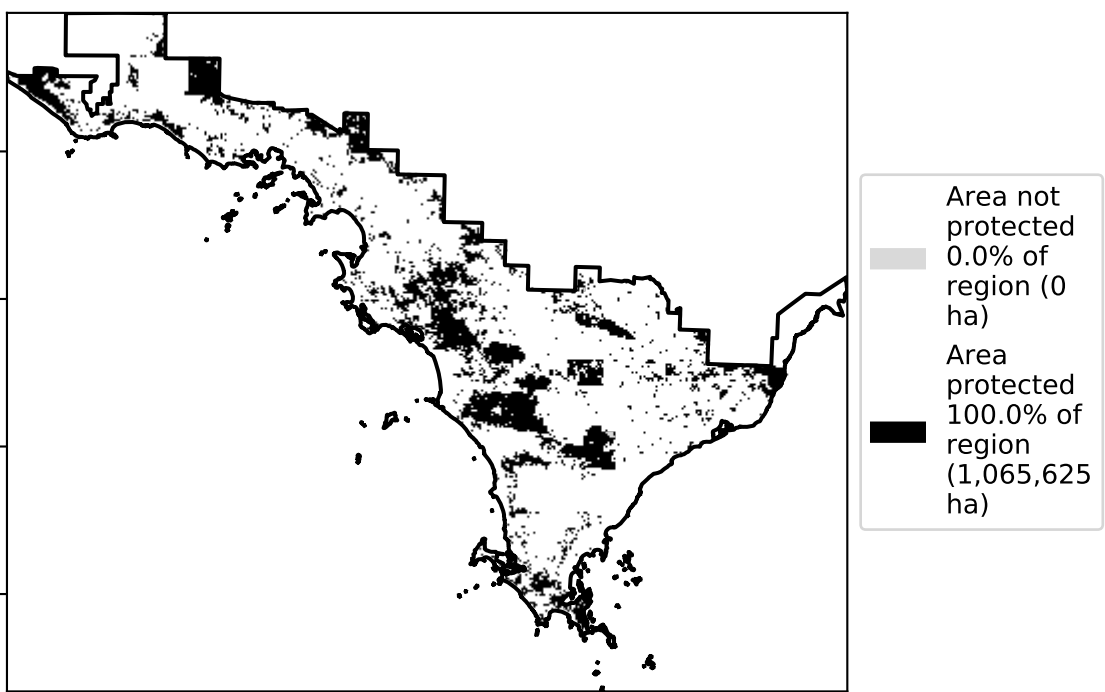 Area not
protected
0.0% of
region (0
ha)
Area
protected
100.0% of
region
(1,065,625
ha)